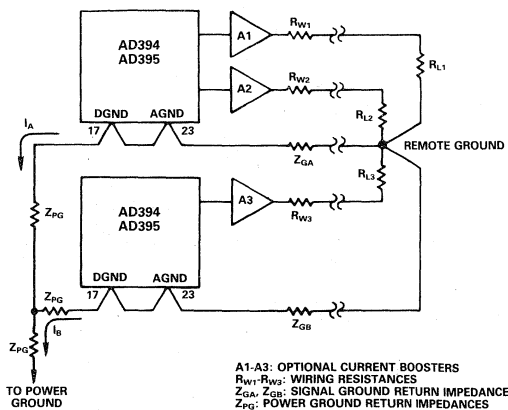 AD394
AD395
A1
RW1
RL1
A2
RW2
RL2
DGND AGND
IA
17 23
ZGA
REMOTE GROUND
RL3
AD394
AD395
A3
RW3
ZPG
DGND AGND
17 23
ZPG
IB
ZGB
ZPG
TO POWER
GROUND
A1-A3: OPTIONAL CURRENT BOOSTERS
RW1-RW3: WIRING RESISTANCES
ZGA, ZGB: SIGNAL GROUND RETURN IMPEDANCE
ZPG: POWER GROUND RETURN IMPEDANCES